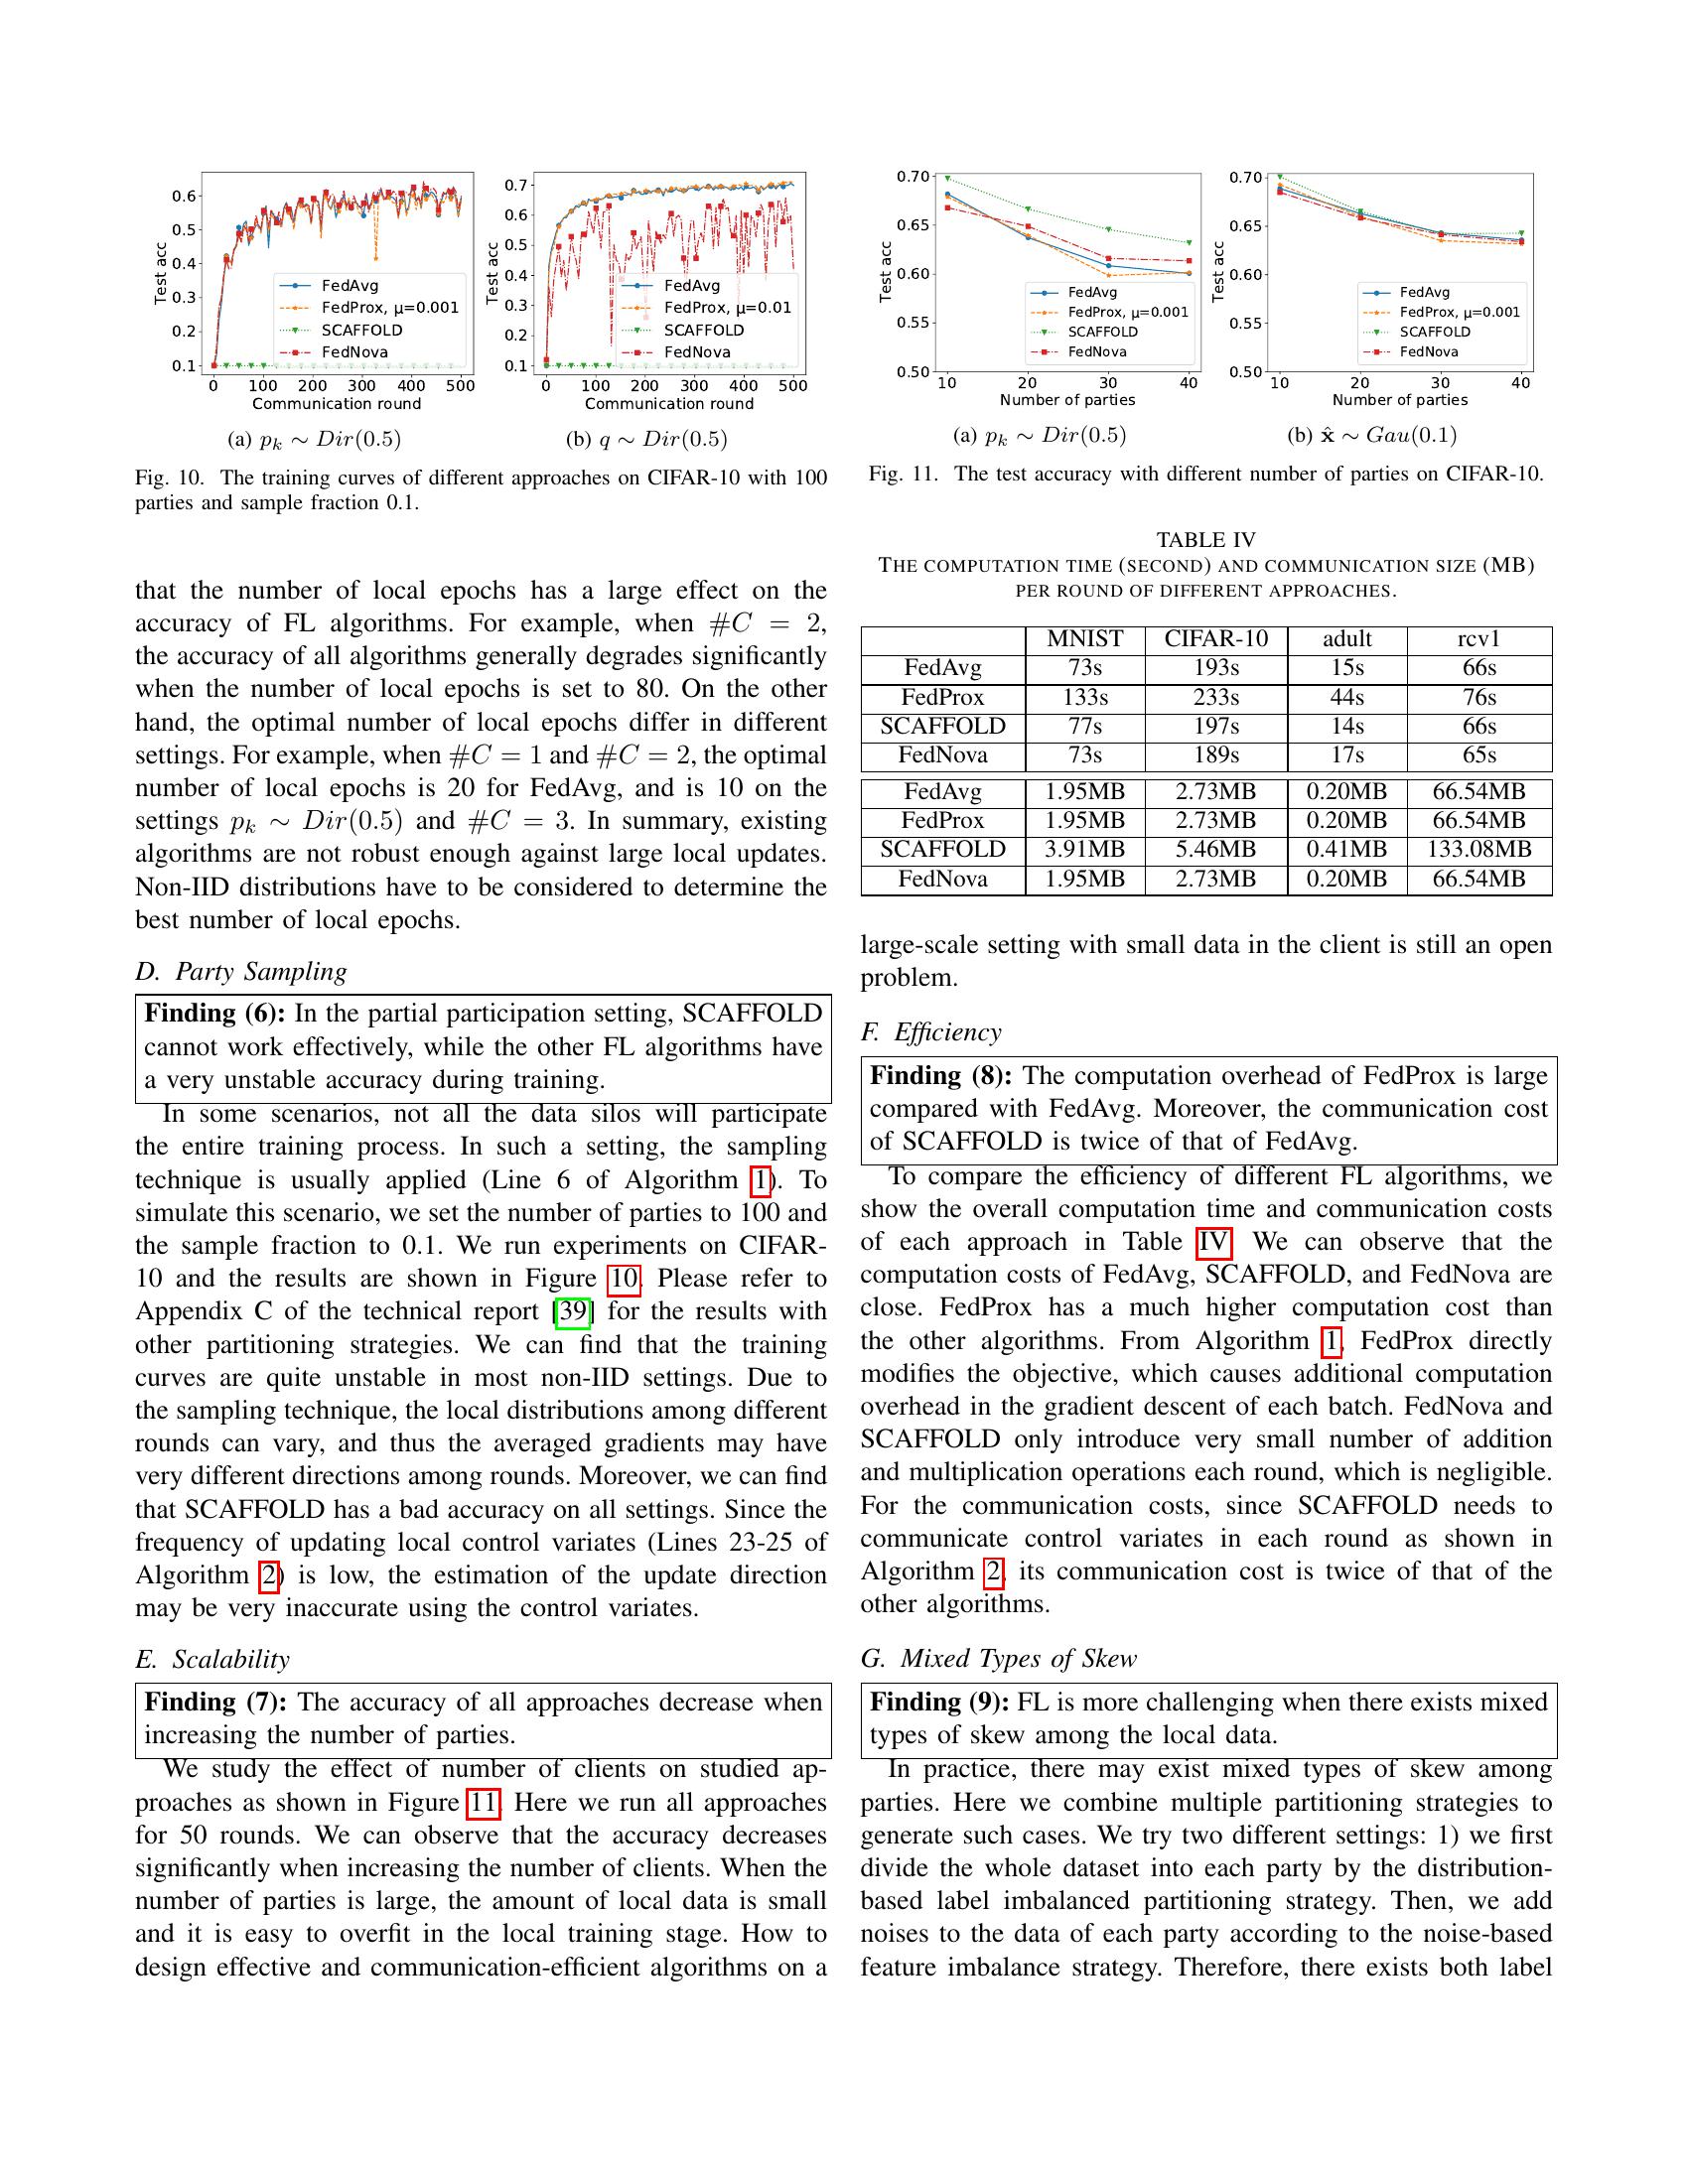 0.6
0.5
0.4
0.3
0.2
0.1
Test acc
FedAvg
FedProx, μ=0.001
SCAFFOLD
FedNova
0 100 200 300 400 500
Communication round
(a) p_k ∼ Dir(0.5)
0.7
0.6
0.5
0.4
0.3
0.2
0.1
Test acc
FedAvg
FedProx, μ=0.01
SCAFFOLD
FedNova
0 100 200 300 400 500
Communication round
(b) q ∼ Dir(0.5)
Fig. 10. The training curves of different approaches on CIFAR-10 with 100
parties and sample fraction 0.1.
that the number of local epochs has a large effect on the
accuracy of FL algorithms. For example, when #C = 2,
the accuracy of all algorithms generally degrades significantly
when the number of local epochs is set to 80. On the other
hand, the optimal number of local epochs differ in different
settings. For example, when #C = 1 and #C = 2, the optimal
number of local epochs is 20 for FedAvg, and is 10 on the
settings p_k ∼ Dir(0.5) and #C = 3. In summary, existing
algorithms are not robust enough against large local updates.
Non-IID distributions have to be considered to determine the
best number of local epochs.
D. Party Sampling
Finding (6): In the partial participation setting, SCAFFOLD
cannot work effectively, while the other FL algorithms have
a very unstable accuracy during training.
In some scenarios, not all the data silos will participate
the entire training process. In such a setting, the sampling
technique is usually applied (Line 6 of Algorithm 1). To
simulate this scenario, we set the number of parties to 100 and
the sample fraction to 0.1. We run experiments on CIFAR-
10 and the results are shown in Figure 10. Please refer to
Appendix C of the technical report [39] for the results with
other partitioning strategies. We can find that the training
curves are quite unstable in most non-IID settings. Due to
the sampling technique, the local distributions among different
rounds can vary, and thus the averaged gradients may have
very different directions among rounds. Moreover, we can find
that SCAFFOLD has a bad accuracy on all settings. Since the
frequency of updating local control variates (Lines 23-25 of
Algorithm 2) is low, the estimation of the update direction
may be very inaccurate using the control variates.
E. Scalability
Finding (7): The accuracy of all approaches decrease when
increasing the number of parties.
We study the effect of number of clients on studied ap-
proaches as shown in Figure 11. Here we run all approaches
for 50 rounds. We can observe that the accuracy decreases
significantly when increasing the number of clients. When the
number of parties is large, the amount of local data is small
and it is easy to overfit in the local training stage. How to
design effective and communication-efficient algorithms on a
0.70
0.65
0.60
0.55
0.50
Test acc
FedAvg
FedProx, μ=0.001
SCAFFOLD
FedNova
10 20 30 40
Number of parties
(a) p_k ∼ Dir(0.5)
0.70
0.65
0.60
0.55
0.50
Test acc
FedAvg
FedProx, μ=0.001
SCAFFOLD
FedNova
10 20 30 40
Number of parties
(b) x̂ ∼ Gau(0.1)
Fig. 11. The test accuracy with different number of parties on CIFAR-10.
TABLE IV
THE COMPUTATION TIME (SECOND) AND COMMUNICATION SIZE (MB)
PER ROUND OF DIFFERENT APPROACHES.
MNIST CIFAR-10 adult rcv1
FedAvg 73s 193s 15s 66s
FedProx 133s 233s 44s 76s
SCAFFOLD 77s 197s 14s 66s
FedNova 73s 189s 17s 65s
FedAvg 1.95MB 2.73MB 0.20MB 66.54MB
FedProx 1.95MB 2.73MB 0.20MB 66.54MB
SCAFFOLD 3.91MB 5.46MB 0.41MB 133.08MB
FedNova 1.95MB 2.73MB 0.20MB 66.54MB
large-scale setting with small data in the client is still an open
problem.
F. Efficiency
Finding (8): The computation overhead of FedProx is large
compared with FedAvg. Moreover, the communication cost
of SCAFFOLD is twice of that of FedAvg.
To compare the efficiency of different FL algorithms, we
show the overall computation time and communication costs
of each approach in Table IV. We can observe that the
computation costs of FedAvg, SCAFFOLD, and FedNova are
close. FedProx has a much higher computation cost than
the other algorithms. From Algorithm 1, FedProx directly
modifies the objective, which causes additional computation
overhead in the gradient descent of each batch. FedNova and
SCAFFOLD only introduce very small number of addition
and multiplication operations each round, which is negligible.
For the communication costs, since SCAFFOLD needs to
communicate control variates in each round as shown in
Algorithm 2, its communication cost is twice of that of the
other algorithms.
G. Mixed Types of Skew
Finding (9): FL is more challenging when there exists mixed
types of skew among the local data.
In practice, there may exist mixed types of skew among
parties. Here we combine multiple partitioning strategies to
generate such cases. We try two different settings: 1) we first
divide the whole dataset into each party by the distribution-
based label imbalanced partitioning strategy. Then, we add
noises to the data of each party according to the noise-based
feature imbalance strategy. Therefore, there exists both label